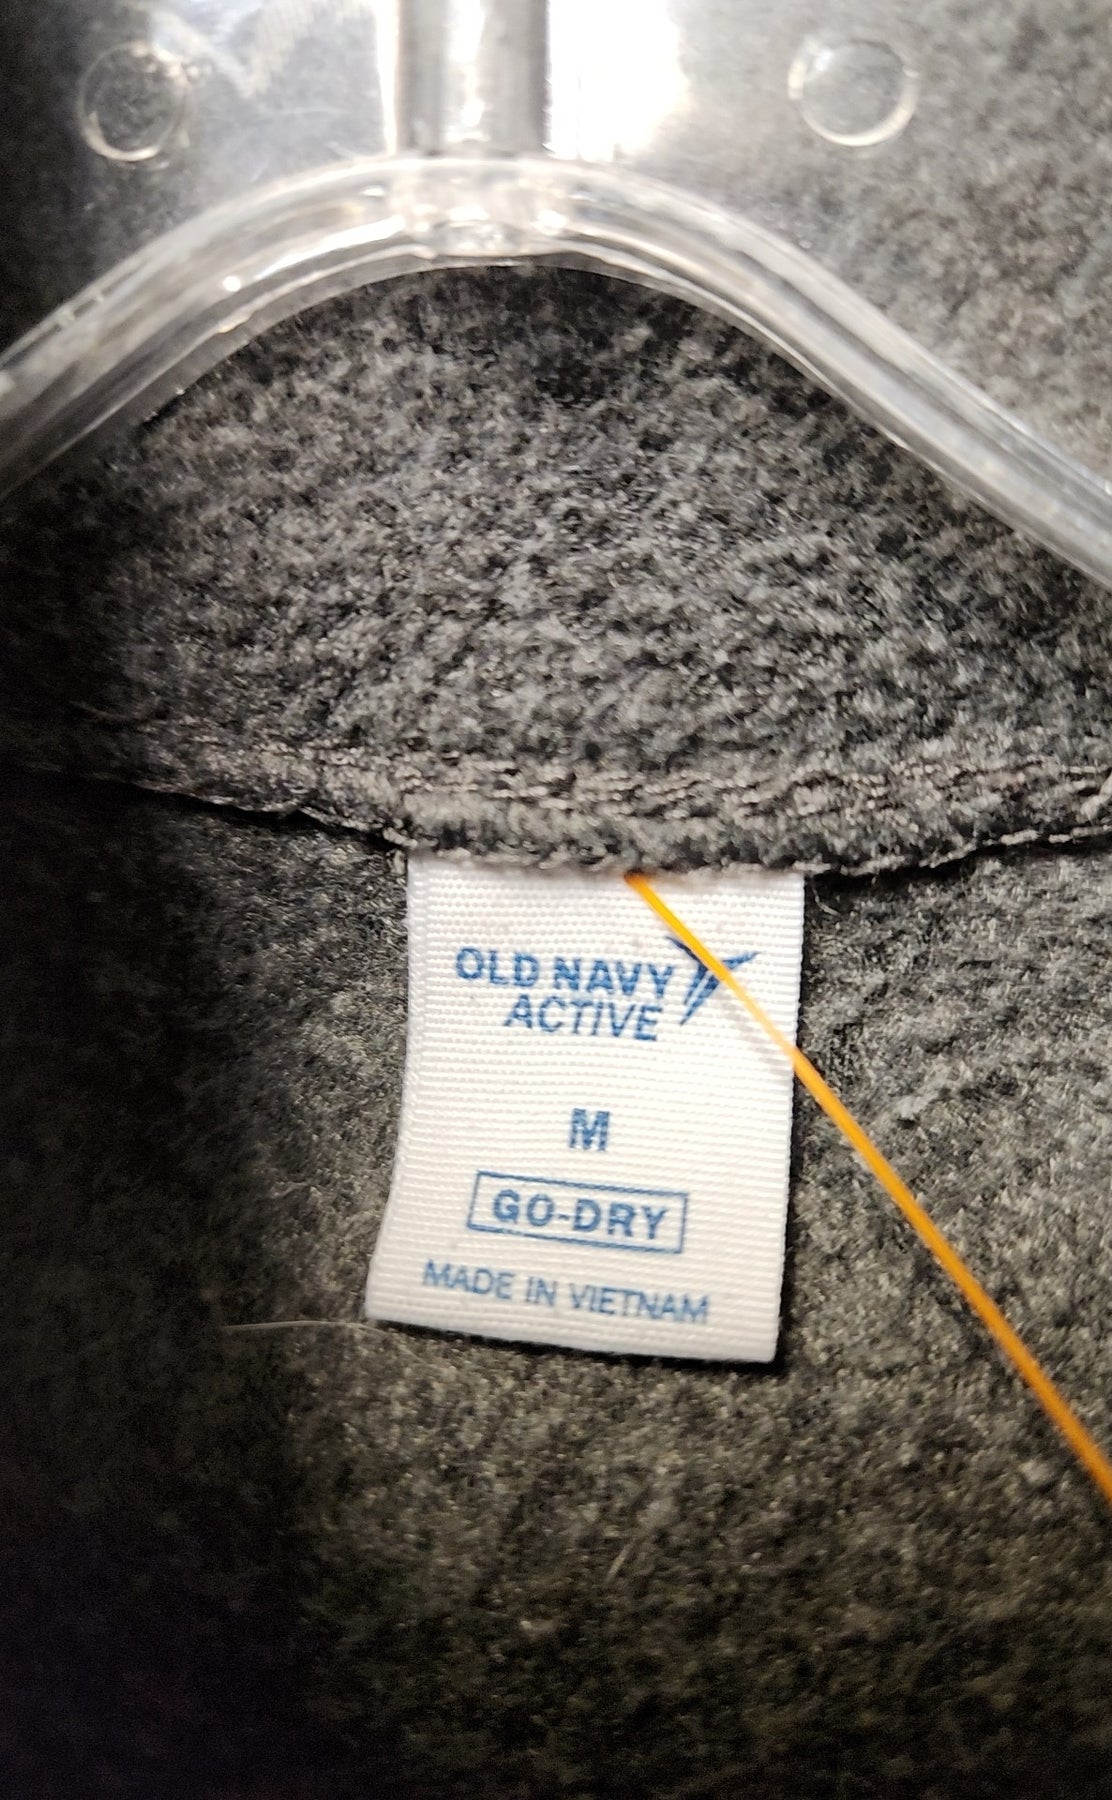 OLD NAVY
ACTIVE
M
GO-DRY
MADE IN VIETNAM